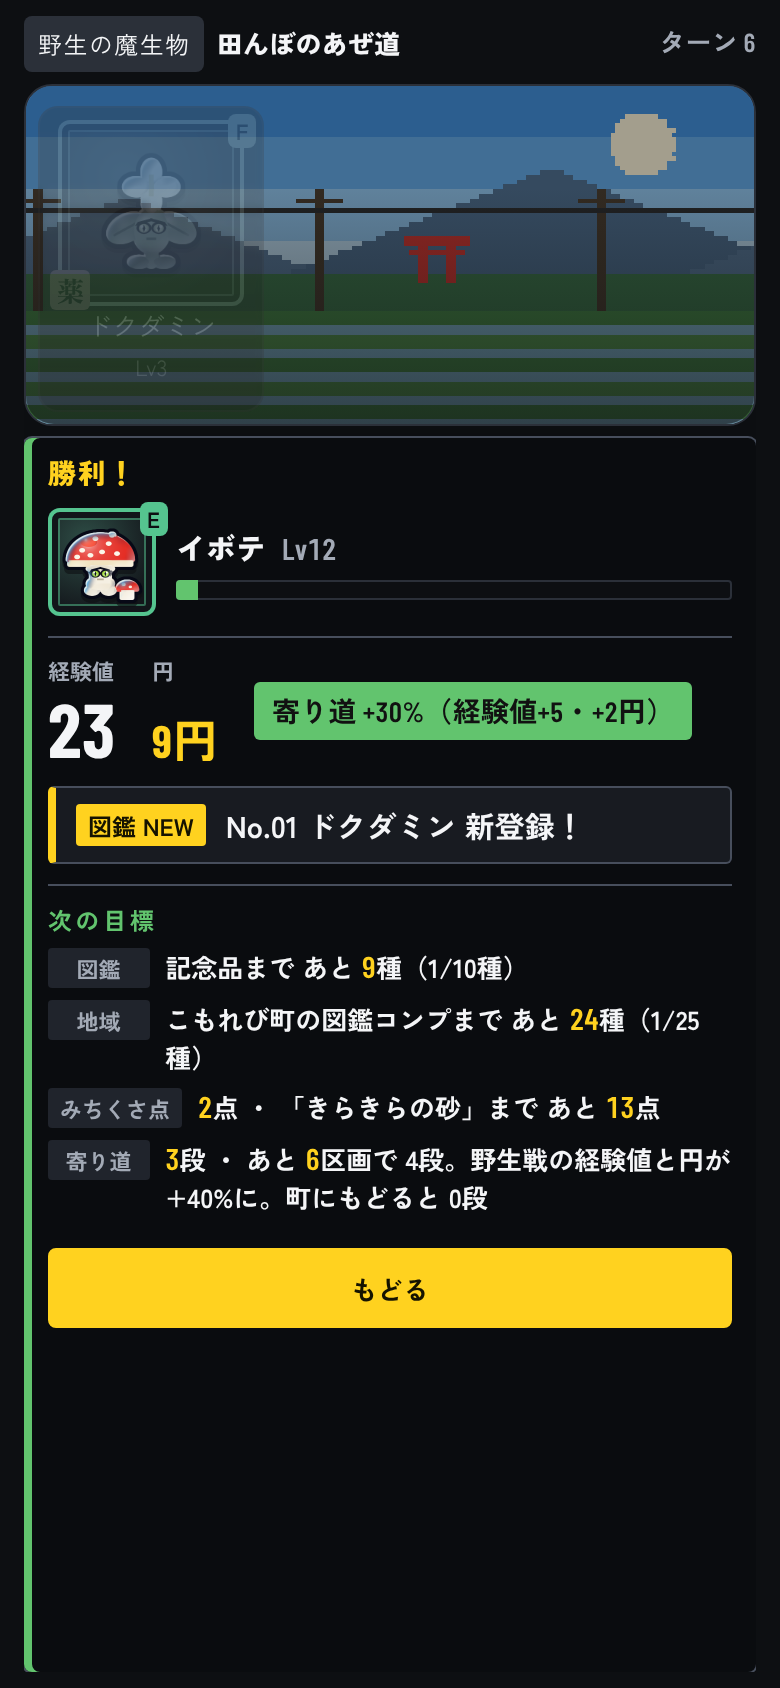 野生の魔生物 田んぼのあぜ道 ターン 6
F
薬
ドクダミン
Lv3
勝利！
E
イボテ Lv12
経験値 円
23 9円 寄り道 +30%（経験値+5・+2円）
図鑑 NEW No.01 ドクダミン 新登録！
次の目標
図鑑 記念品まで あと 9種（1/10種）
地域 こもれび町の図鑑コンプまで あと 24種（1/25
種）
みちくさ点 2点 ・ 「きらきらの砂」まで あと 13点
寄り道 3段 ・ あと 6区画で 4段。野生戦の経験値と円が
+40%に。町にもどると 0段
もどる